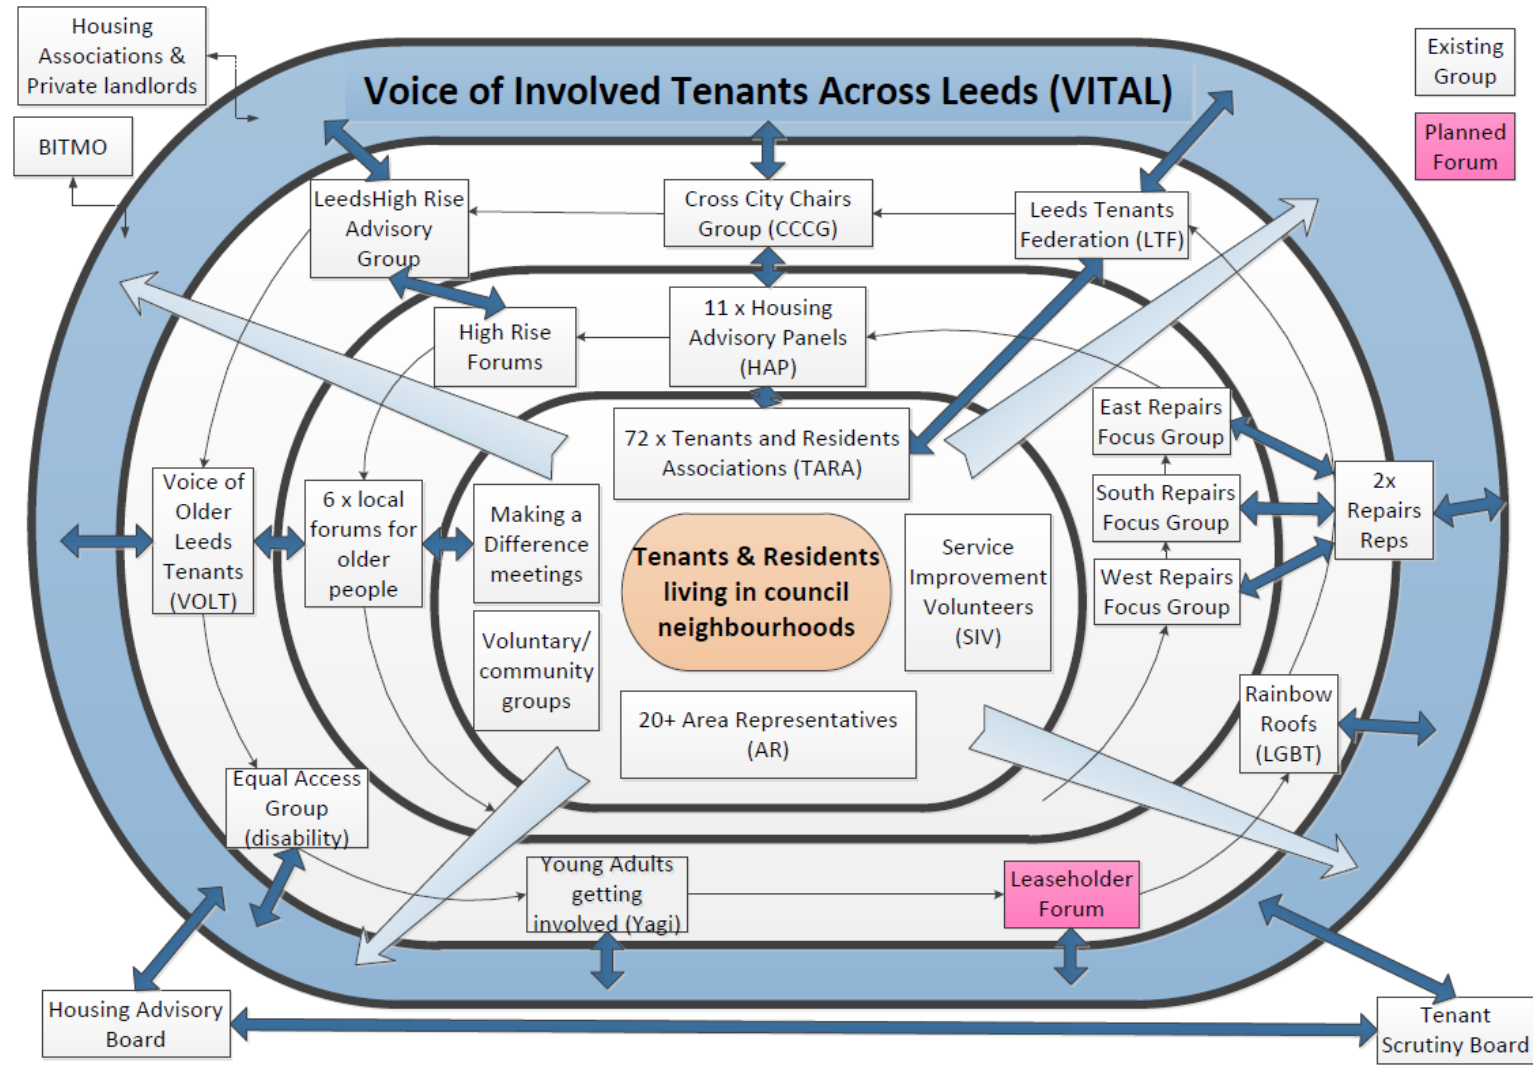 Housing
Associations &
Private landlords
Existing
Group
Voice of Involved Tenants Across Leeds (VITAL)
BITMO
Planned
Forum
LeedsHigh Rise
Advisory
Group
Cross City Chairs
Group (CCCG)
Leeds Tenants
Federation (LTF)
High Rise
Forums
11 x Housing
Advisory Panels
(HAP)
72 x Tenants and Residents
Associations (TARA)
East Repairs
Focus Group
South Repairs
Focus Group
West Repairs
Focus Group
2x
Repairs
Reps
Voice of
Older
Leeds
Tenants
(VOLT)
6 x local
forums for
older
people
Making a
Difference
meetings
Tenants & Residents
living in council
neighbourhoods
Service
Improvement
Volunteers
(SIV)
Voluntary/
community
groups
20+ Area Representatives
(AR)
Rainbow
Roofs
(LGBT)
Equal Access
Group
(disability)
Young Adults
getting
involved (Yagi)
Leaseholder
Forum
Housing Advisory
Board
Tenant
Scrutiny Board